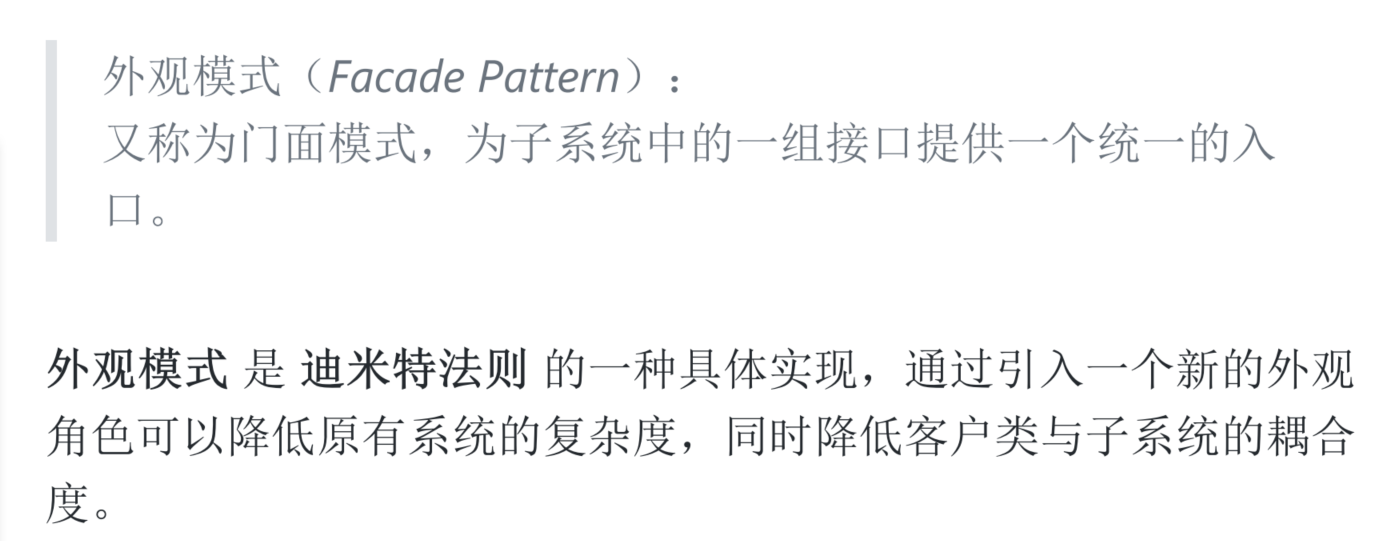 外观模式（Facade Pattern）：
又称为门面模式，为子系统中的一组接口提供一个统一的入
口。
外观模式 是 迪米特法则 的一种具体实现，通过引入一个新的外观
角色可以降低原有系统的复杂度，同时降低客户类与子系统的耦合
度。